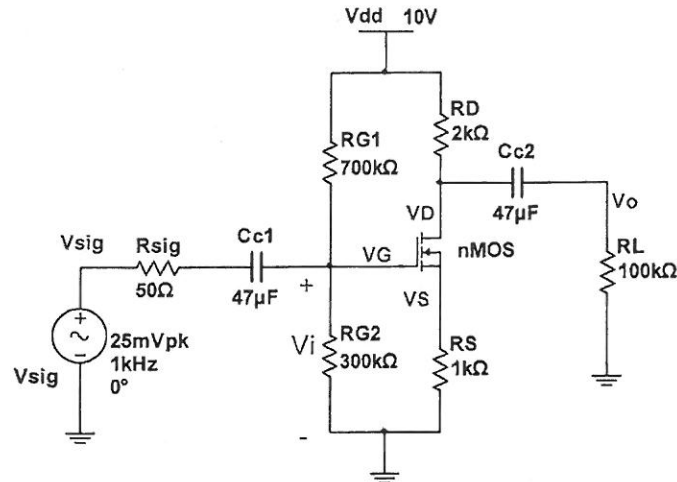 Vdd 10V
RD
2kΩ
RG1
700kΩ
Cc2
47µF
Vo
VD
nMOS
RL
100kΩ
Vsig
Rsig
50Ω
Cc1
47µF
VG
VS
+
Vi
-
RG2
300kΩ
RS
1kΩ
+
-
25mVpk
1kHz
0°
Vsig